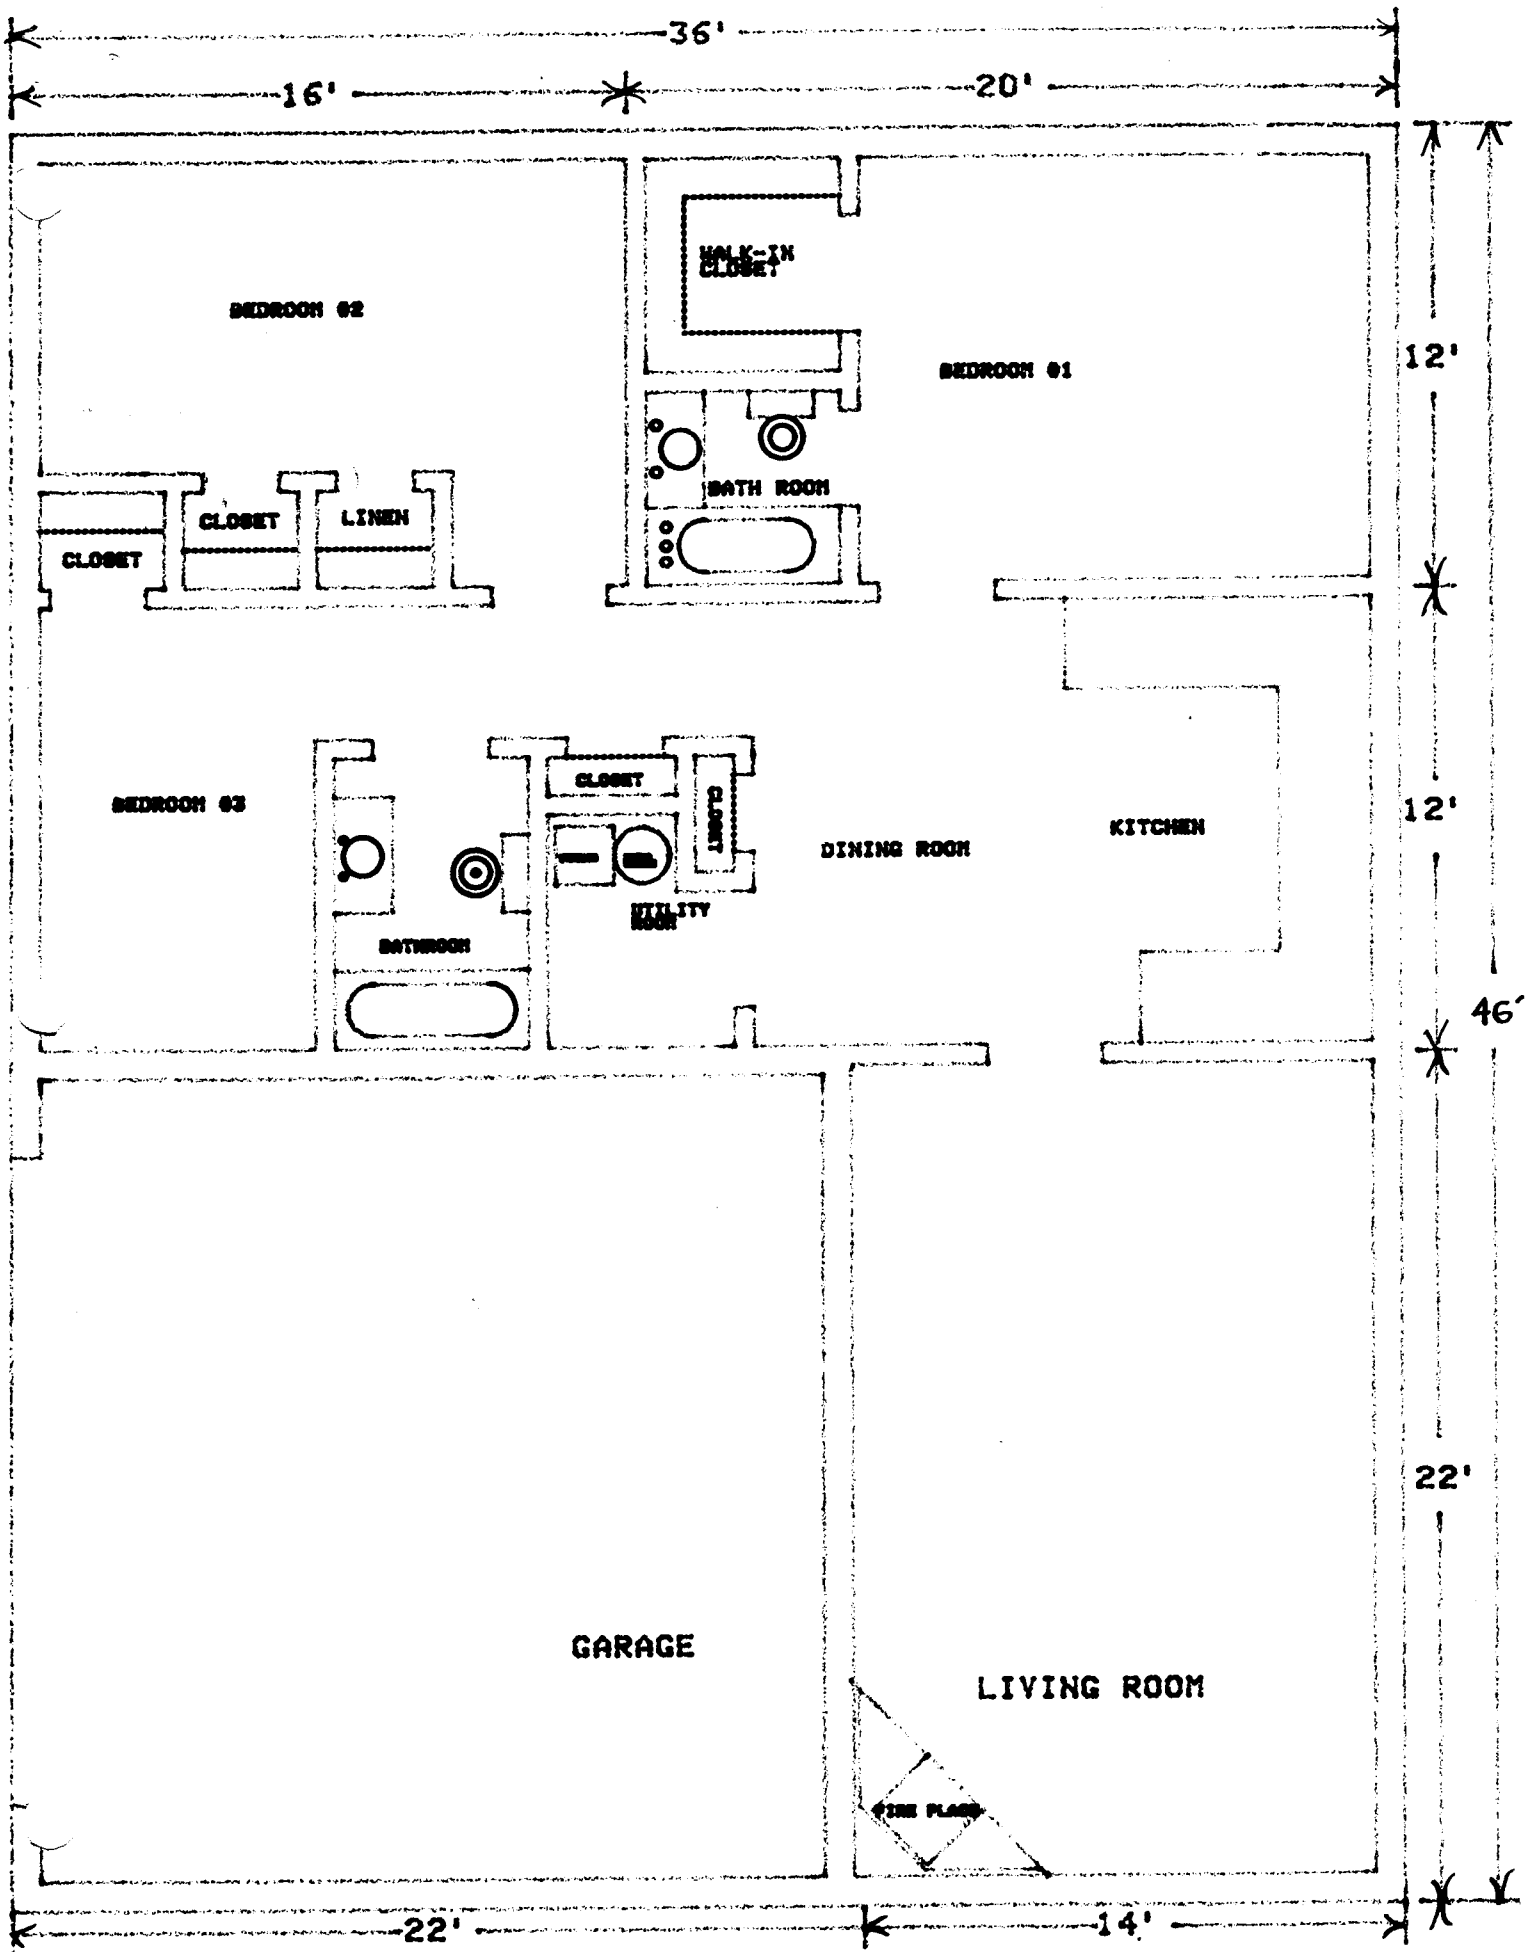 36'
16'
20'
WALK-IN
CLOSET
BEDROOM #2
12'
BEDROOM #1
BATH ROOM
CLOSET
LINEN
CLOSET
CLOSET
CLOSET
BEDROOM #3
12'
KITCHEN
DINING ROOM
UTILITY
ROOM
BATHROOM
46'
22'
GARAGE
LIVING ROOM
FIRE PLACE
22'
14'